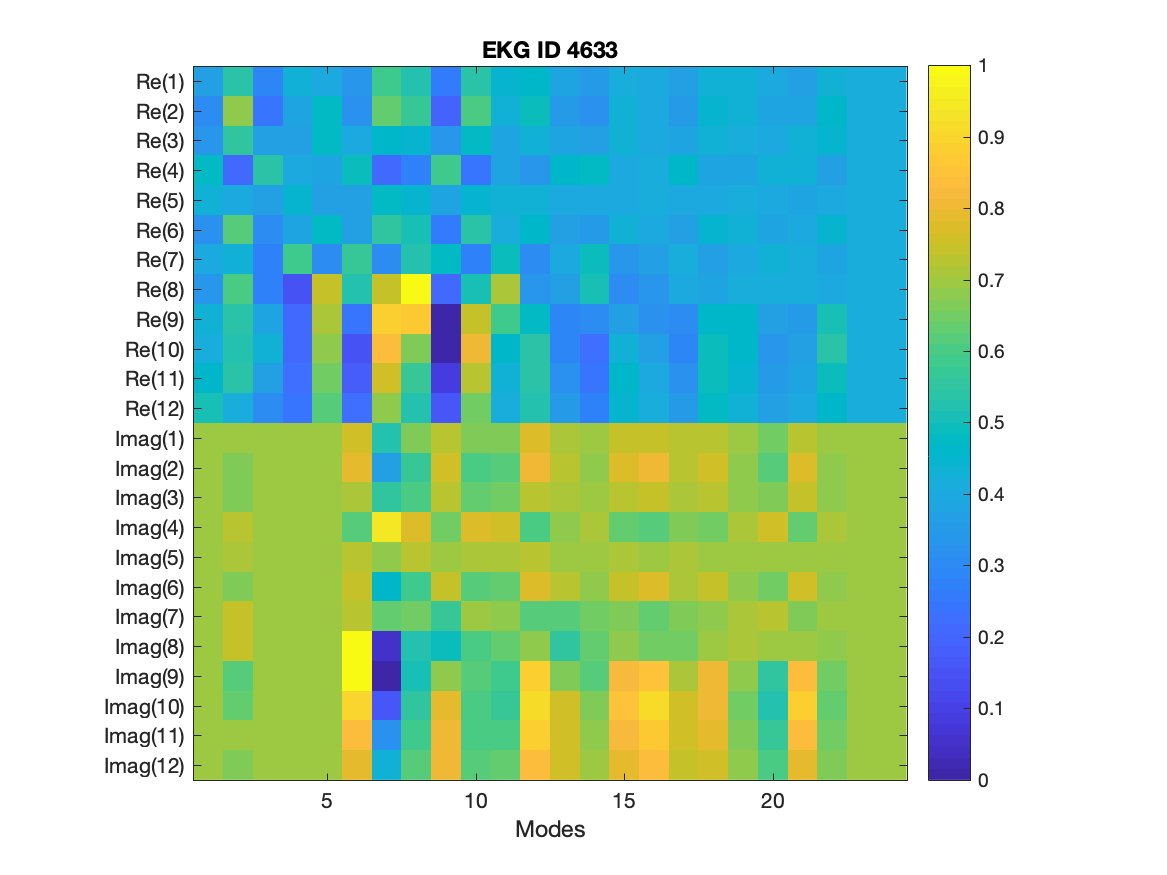 EKG ID 4633
Re(1)
Re(2)
Re(3)
Re(4)
Re(5)
Re(6)
Re(7)
Re(8)
Re(9)
Re(10)
Re(11)
Re(12)
Imag(1)
Imag(2)
Imag(3)
Imag(4)
Imag(5)
Imag(6)
Imag(7)
Imag(8)
Imag(9)
Imag(10)
Imag(11)
Imag(12)
5 10 15 20
Modes
1
0.9
0.8
0.7
0.6
0.5
0.4
0.3
0.2
0.1
0